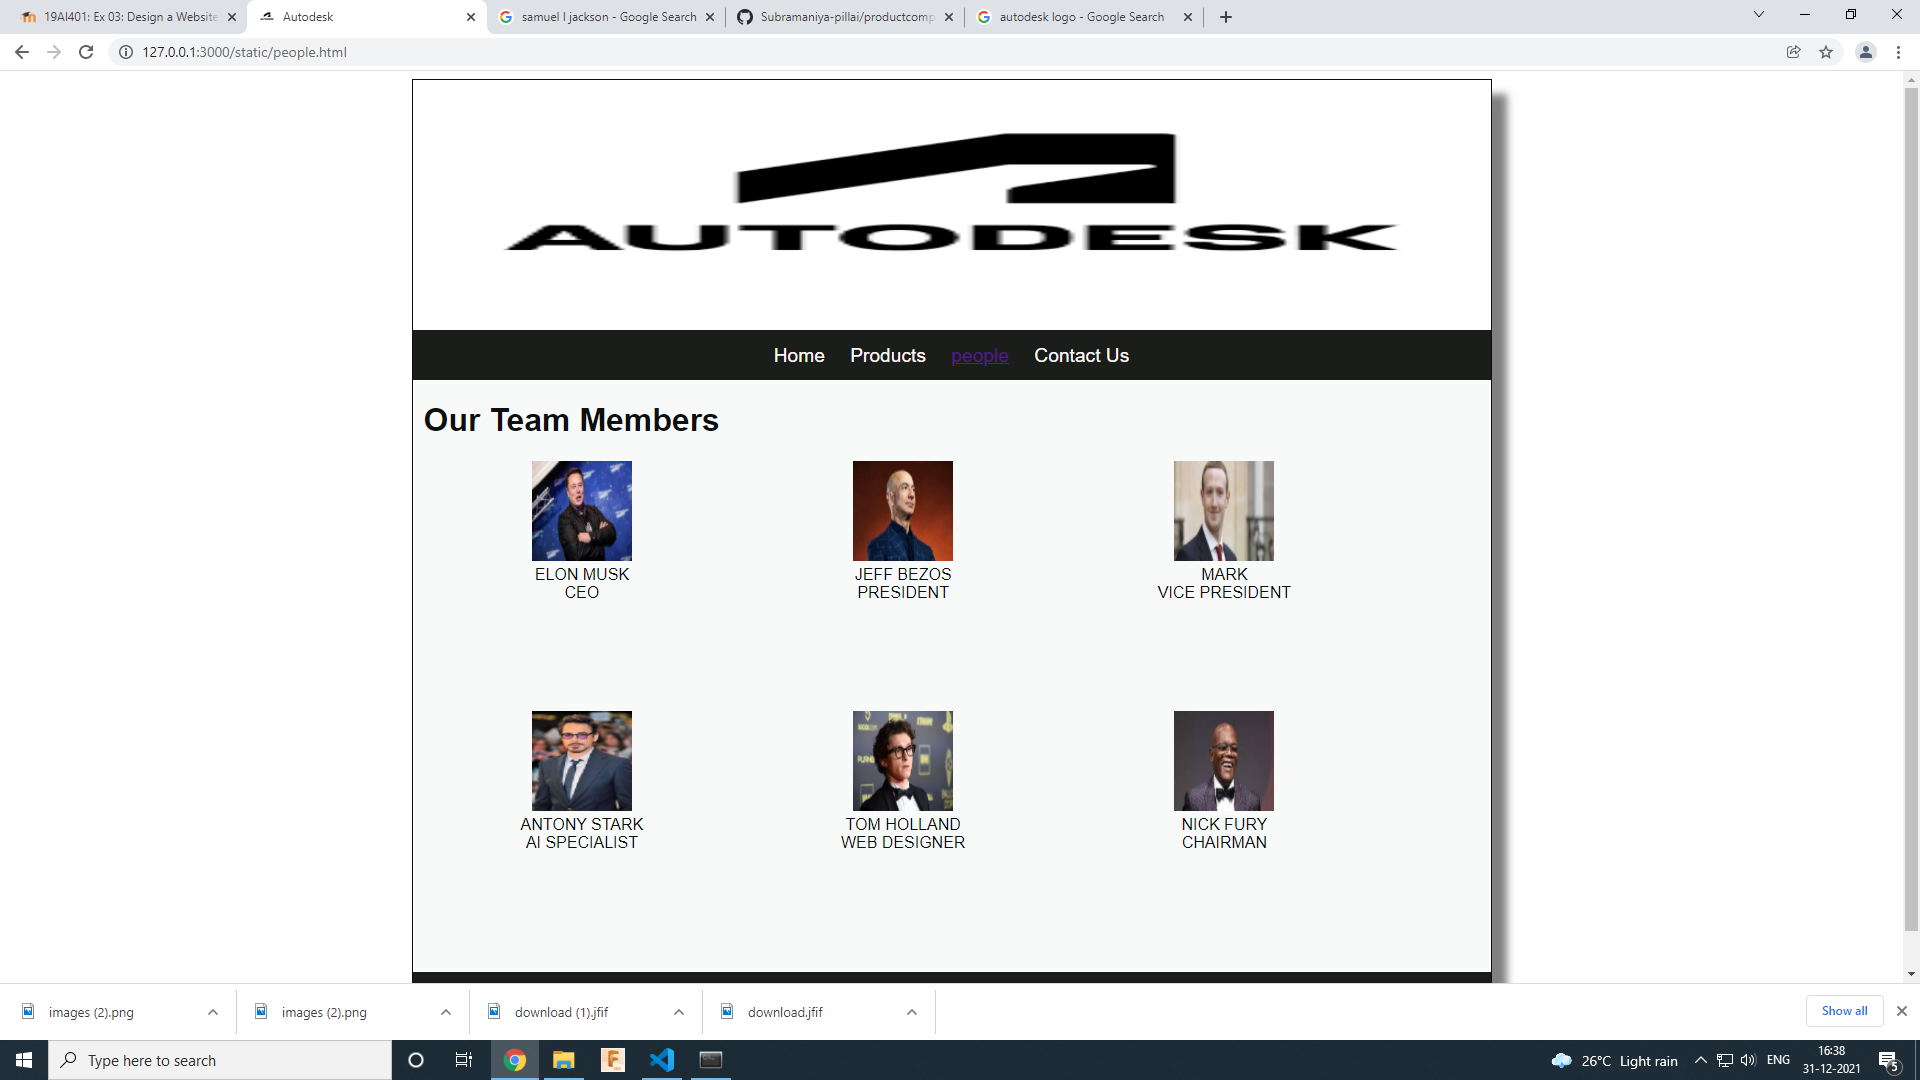 19AI401: Ex 03: Design a Website
Autodesk
samuel l jackson - Google Search
Subramaniya-pillai/productcomp
autodesk logo - Google Search
127.0.0.1:3000/static/people.html
AUTODESK
Home Products people Contact Us
Our Team Members
ELON MUSK
CEO
JEFF BEZOS
PRESIDENT
MARK
VICE PRESIDENT
ANTONY STARK
AI SPECIALIST
TOM HOLLAND
WEB DESIGNER
NICK FURY
CHAIRMAN
images (2).png
images (2).png
download (1).jfif
download.jfif
Show all
Type here to search
26°C Light rain
ENG
16:38
31-12-2021
5